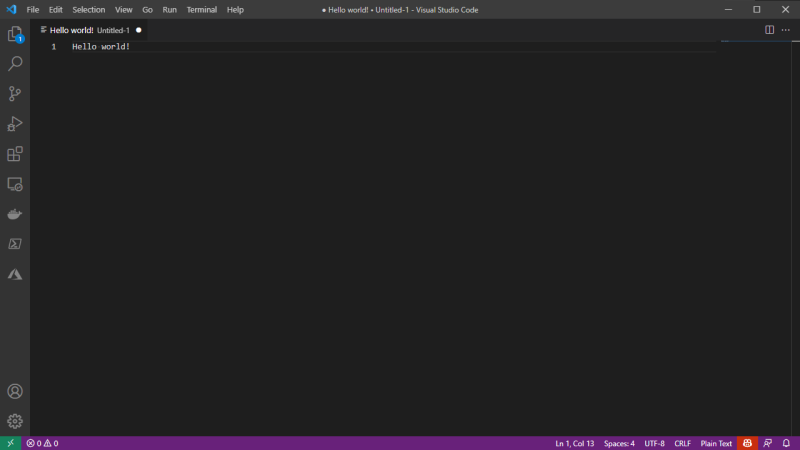 File Edit Selection View Go Run Terminal Help ● Hello world! • Untitled-1 - Visual Studio Code
1
Hello world! Untitled-1
1 Hello world!
0 0 Ln 1, Col 13 Spaces: 4 UTF-8 CRLF Plain Text